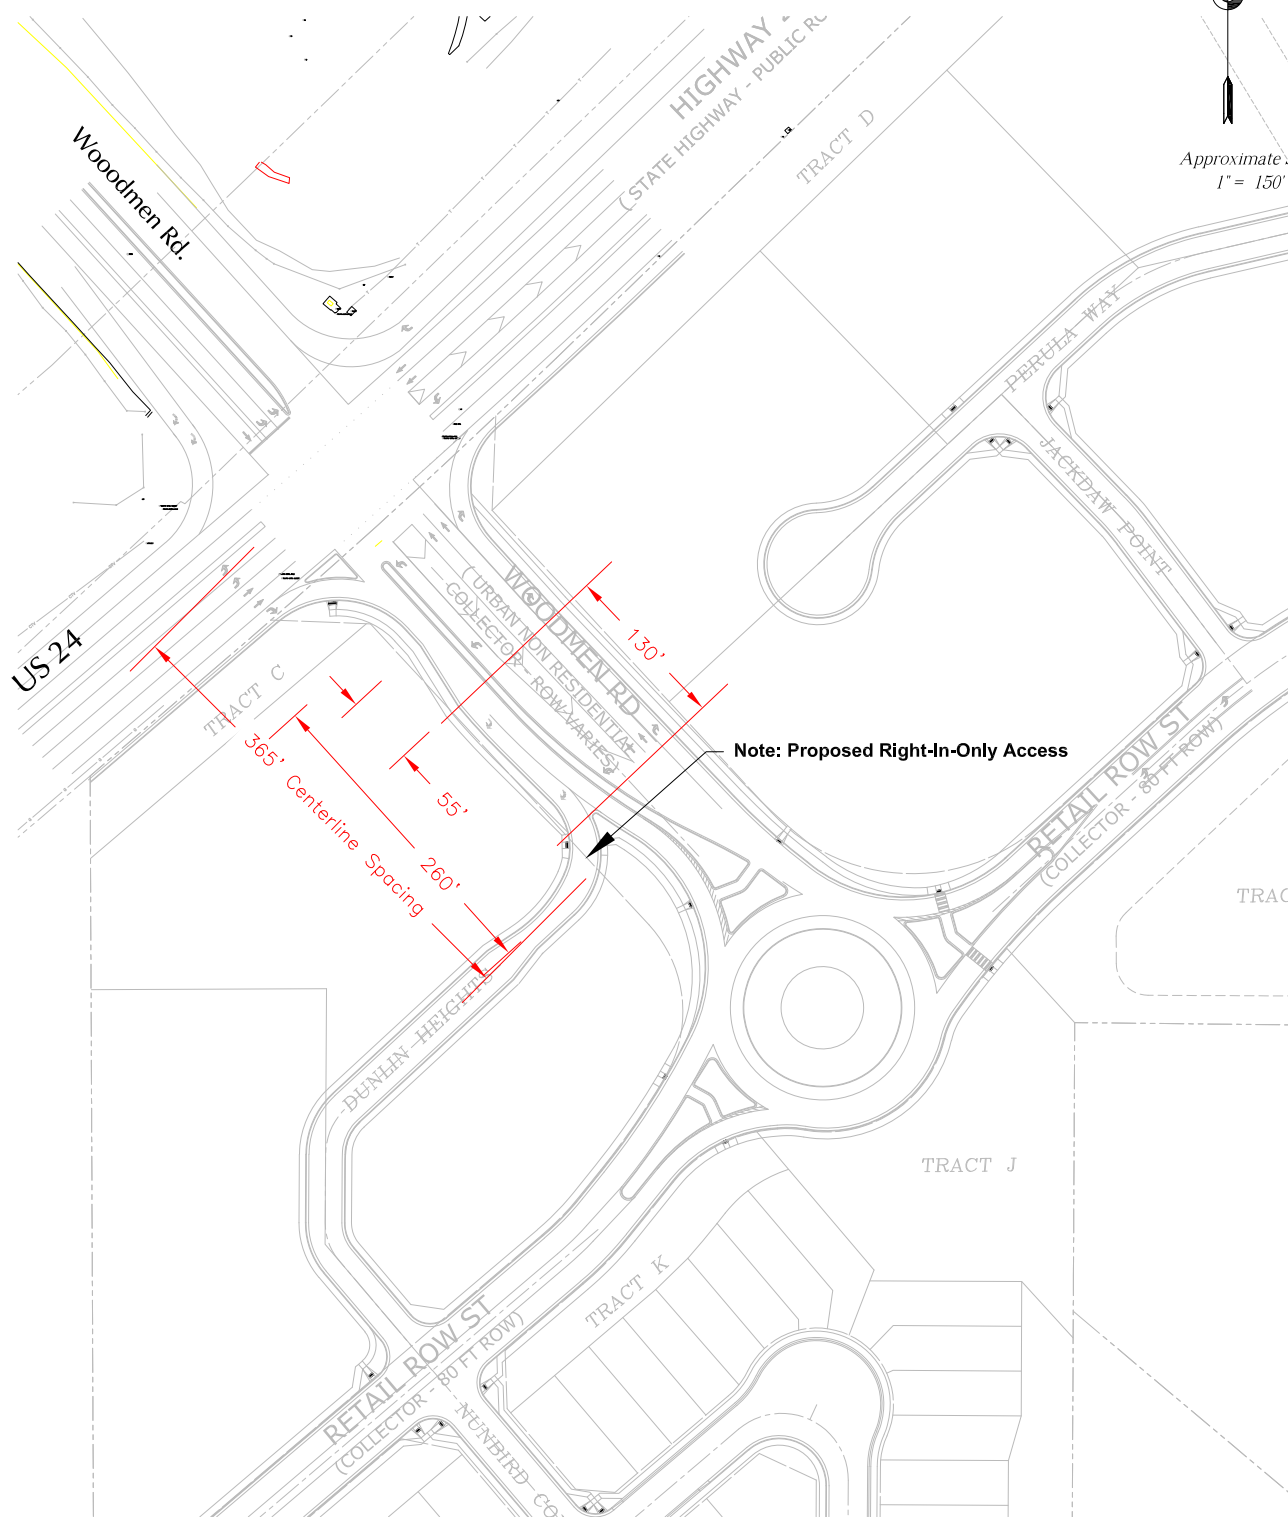 HIGHWAY
(STATE HIGHWAY - PUBLIC
TRACT D
Wooodmen Rd.
Approximate
1" = 150'
PERULA WAY
JACKDAW POINT
WOODMEN RD
(URBAN NON RESIDENTIAL
COLLECTOR - ROW VARIES)
130'
US 24
TRACT C
365' Centerline Spacing
55'
260'
Note: Proposed Right-In-Only Access
RETAIL ROW ST
(COLLECTOR - 80 FT ROW)
DUNLIN HEIGHTS
TRACT J
TRACT K
RETAIL ROW ST
(COLLECTOR - 80 FT ROW)
NUNBIRD